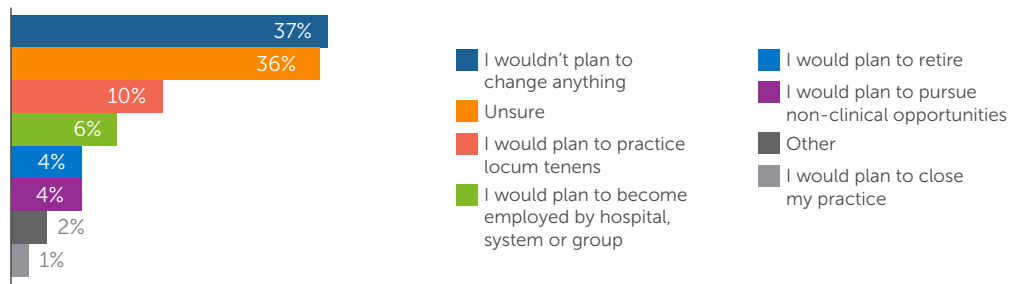 37%
36%
10%
6%
4%
4%
2%
1%
I wouldn’t plan to
change anything
Unsure
I would plan to practice
locum tenens
I would plan to become
employed by hospital,
system or group
I would plan to retire
I would plan to pursue
non-clinical opportunities
Other
I would plan to close
my practice